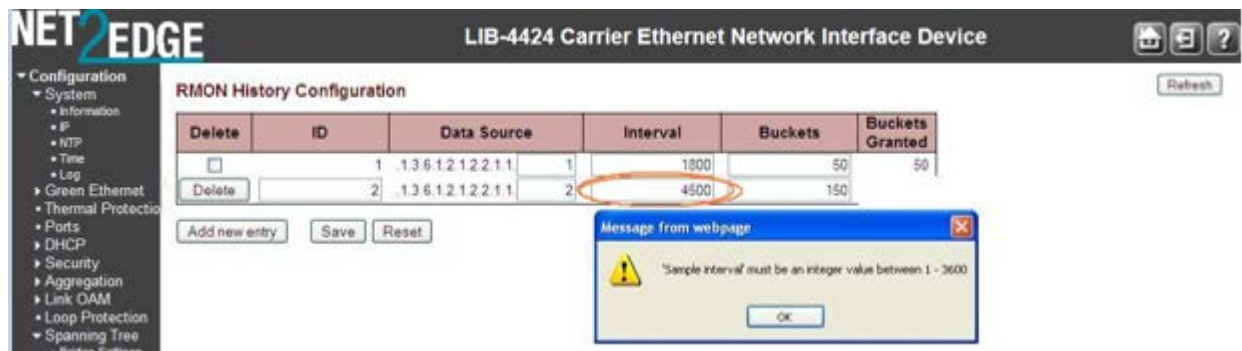 NET2EDGE
LIB-4424 Carrier Ethernet Network Interface Device
?
Configuration
System
Information
IP
NTP
Time
Log
Green Ethernet
Thermal Protectio
Ports
DHCP
Security
Aggregation
Link OAM
Loop Protection
Spanning Tree
Bridge Settings
RMON History Configuration
Refresh
Delete ID Data Source Interval Buckets Buckets Granted
1 .1.3.6.1.2.1.2.2.1.1. 1 1800 50 50
Delete 2 .1.3.6.1.2.1.2.2.1.1. 2 4500 150
Add new entry Save Reset
Message from webpage
'Sample interval' must be an integer value between 1 - 3600
OK